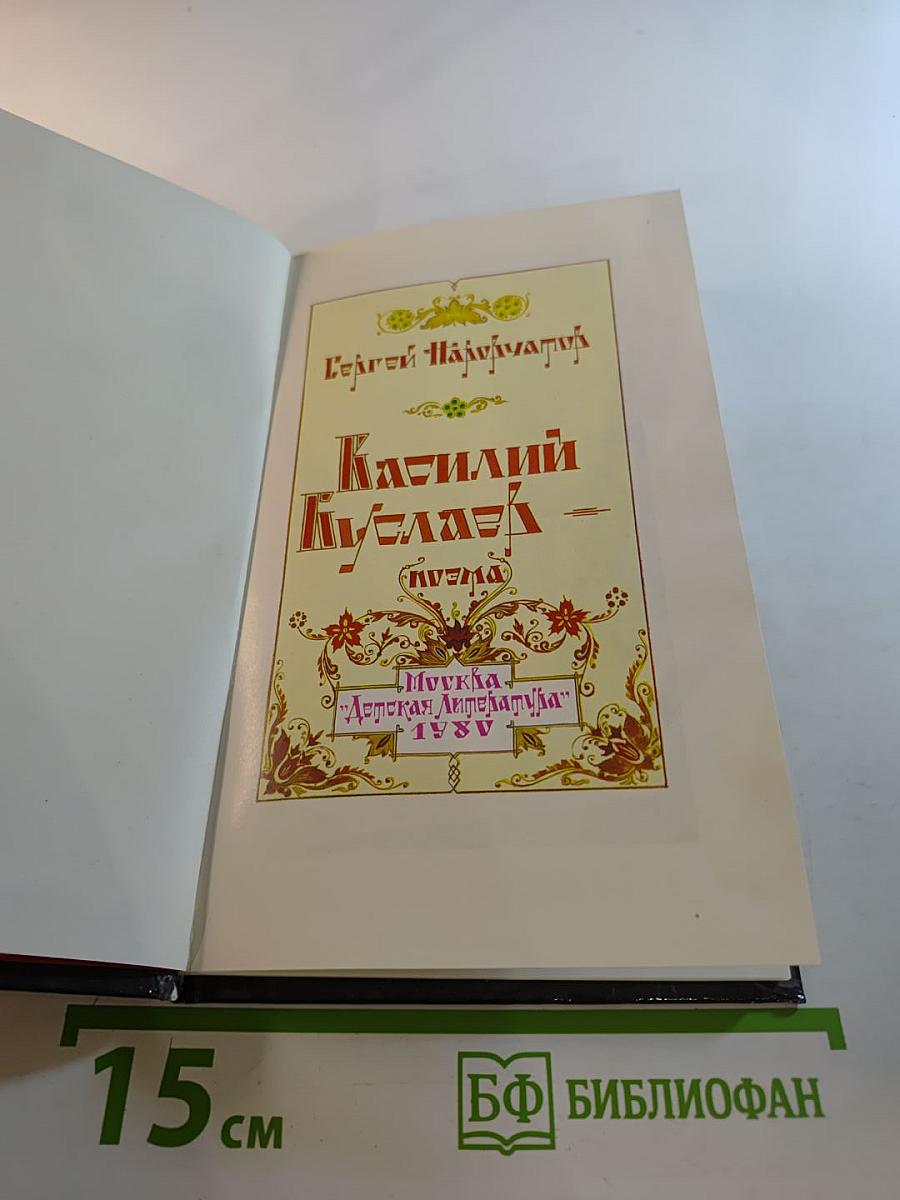 Сергей Наровчатов
Василий
Буслаев –
поэма
Москва
"Детская Литература"
1980
15 см
БФ БИБЛИОФАН